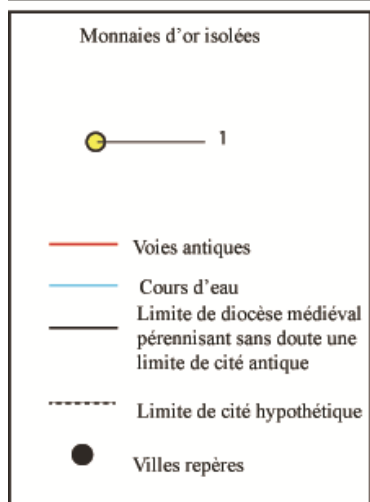 Monnaies d'or isolées
1
Voies antiques
Cours d'eau
Limite de diocèse médiéval
pérennisant sans doute une
limite de cité antique
Limite de cité hypothétique
Villes repères